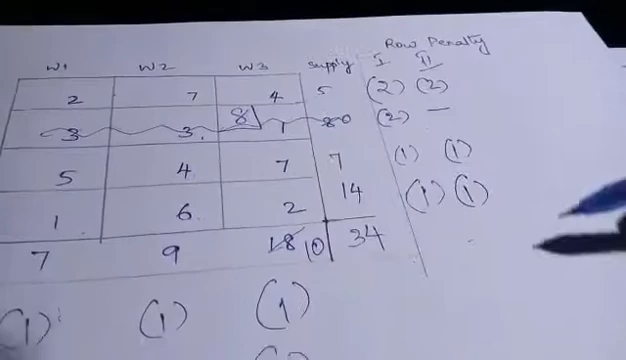 Row Penalty
W1 W2 W3 supply I II
2 7 4 5 (2) (2)
3 3. 8 1 8 0 (2) —
5 4 7 7 (1) (1)
1 6 2 14 (1) (1)
7 9 18 10 34
(1) (1) (1)